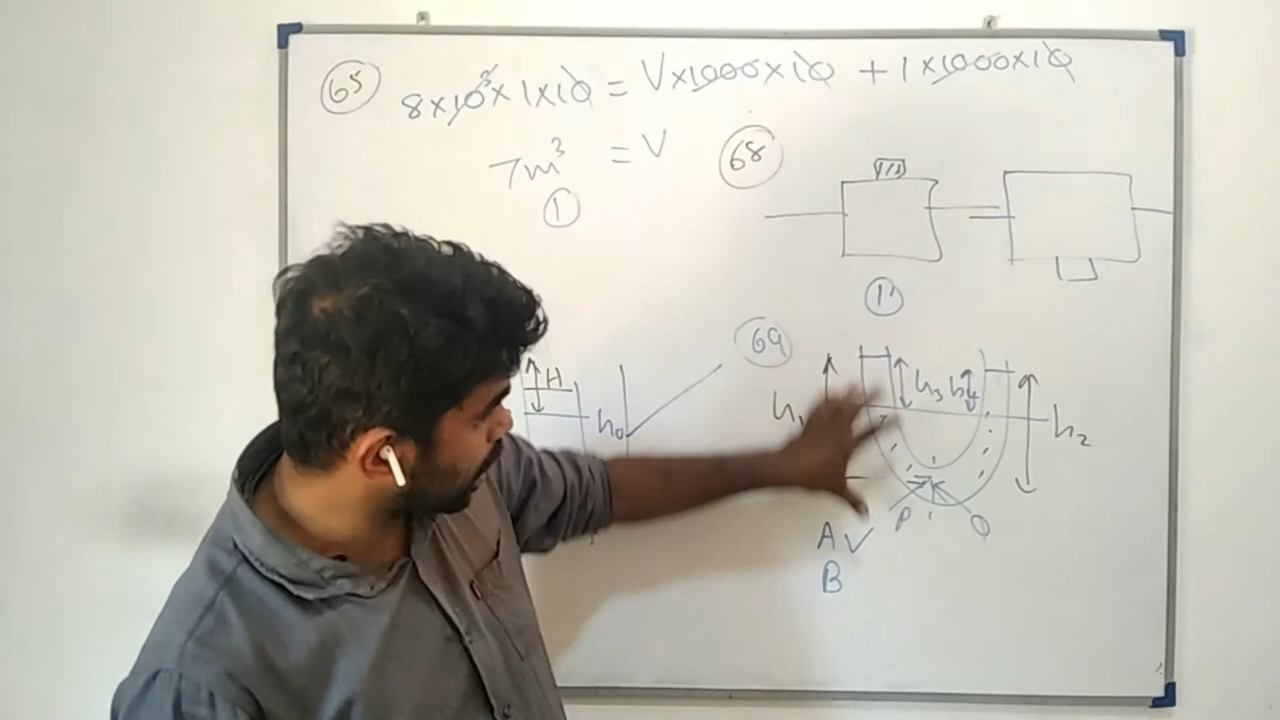 65
8×10³×1×10 = V×1000×10 + 1×1000×10
7m³ = V
1
68
1
H
h₀
69
h₁ h₃ h₄ h₂
P Q
A ✓
B